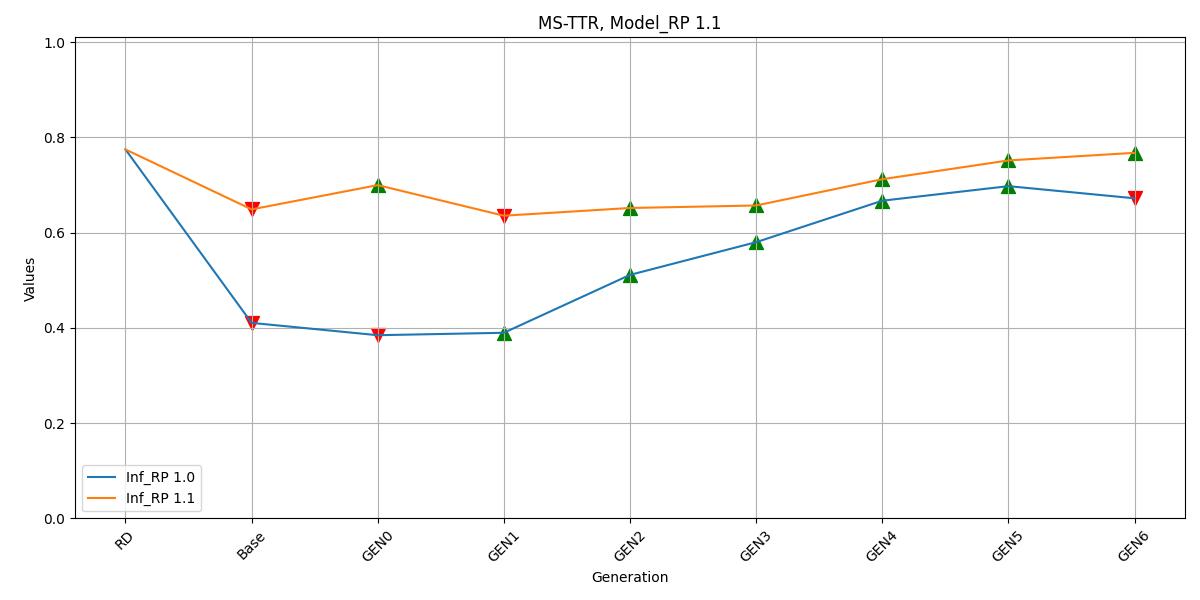 MS-TTR, Model_RP 1.1
1.0
0.8
0.6
0.4
0.2
0.0
Values
Inf_RP 1.0
Inf_RP 1.1
RD Base GEN0 GEN1 GEN2 GEN3 GEN4 GEN5 GEN6
Generation